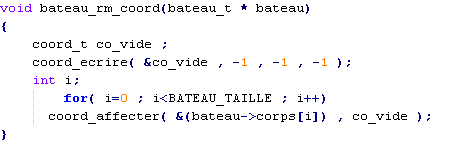 void bateau_rm_coord(bateau_t * bateau)
{
coord_t co_vide ;
coord_ecrire( &co_vide , -1 , -1 , -1 );
int i;
for( i=0 ; i<BATEAU_TAILLE ; i++)
coord_affecter( &(bateau->corps[i]) , co_vide );
}